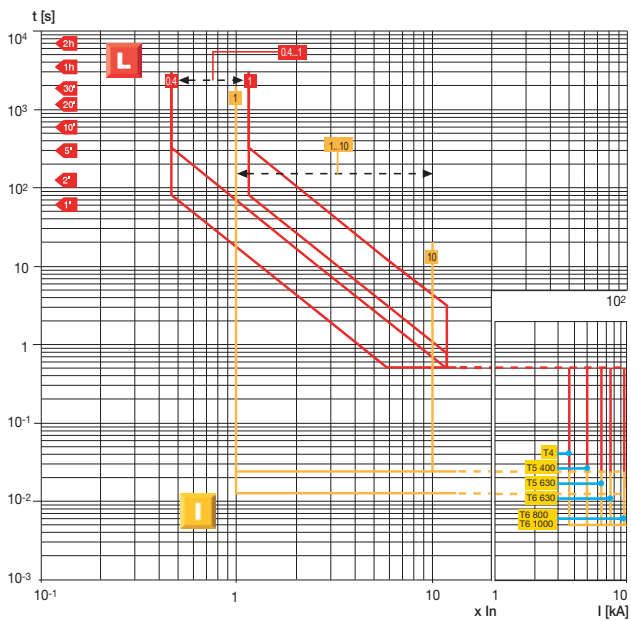 t [s]
10⁴
2h
L
0.4...1
1h
0.4
1
30'
20'
1
10³
10'
1...10
5'
2'
10²
1'
10
10
10²
1
10⁻¹
T4
T5 400
T5 630
10⁻²
I
T6 630
T6 800
T6 1000
10⁻³
10⁻¹
1
10
1
10
x In
I [kA]